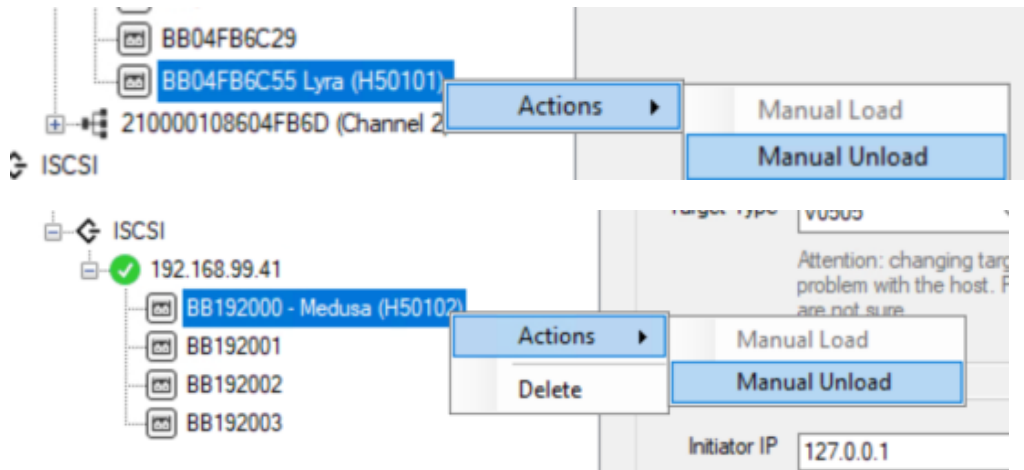 BB04FB6C29
BB04FB6C55 Lyra (H50101)
Actions
Manual Load
210000108604FB6D (Channel 2
Manual Unload
ISCSI
ISCSI
Target Type
V0505
192.168.99.41
Attention: changing targ
problem with the host. F
are not sure
BB192000 - Medusa (H50102)
Actions
Manual Load
BB192001
BB192002
Delete
Manual Unload
BB192003
Initiator IP
127.0.0.1